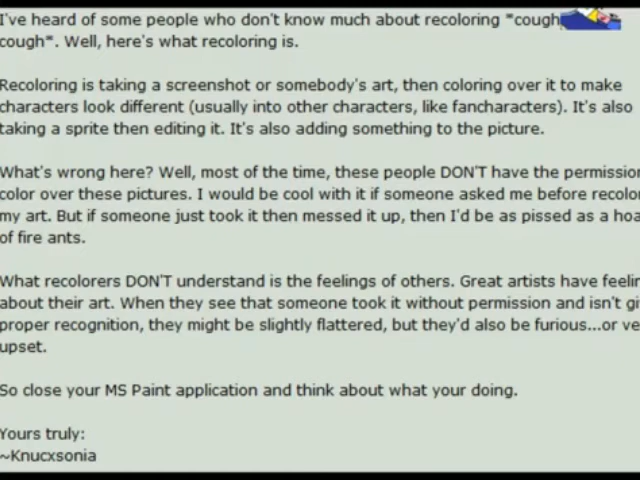 I've heard of some people who don't know much about recoloring *cough
cough*. Well, here's what recoloring is.
Recoloring is taking a screenshot or somebody's art, then coloring over it to make
characters look different (usually into other characters, like fancharacters). It's also
taking a sprite then editing it. It's also adding something to the picture.
What's wrong here? Well, most of the time, these people DON'T have the permission
color over these pictures. I would be cool with it if someone asked me before recolo
my art. But if someone just took it then messed it up, then I'd be as pissed as a hoa
of fire ants.
What recolorers DON'T understand is the feelings of others. Great artists have feelin
about their art. When they see that someone took it without permission and isn't gi
proper recognition, they might be slightly flattered, but they'd also be furious...or ve
upset.
So close your MS Paint application and think about what your doing.
Yours truly:
~Knucxsonia